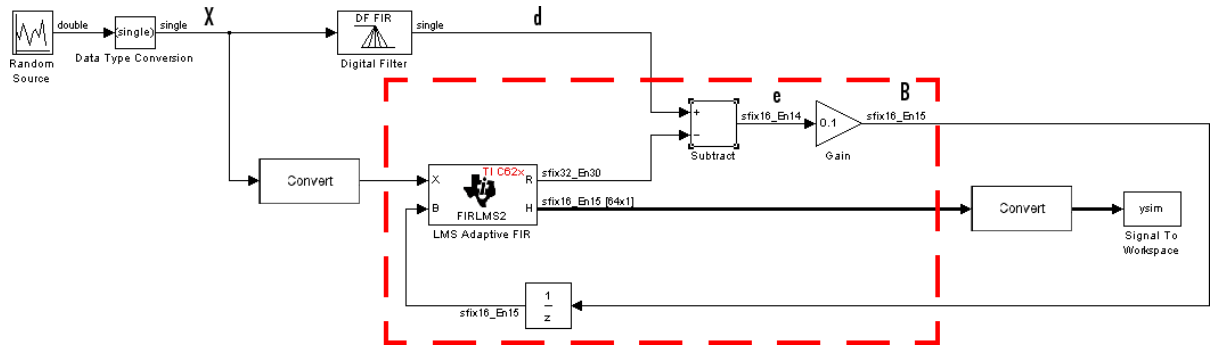 X
d
double
(single)
single
DF FIR
single
Random
Source
Data Type Conversion
Digital Filter
e
B
+
−
sfix16_En14
0.1
sfix16_En15
Subtract
Gain
Convert
X
TI C62x
R
sfix32_En30
B
FIRLMS2
H
sfix16_En15 [64x1]
LMS Adaptive FIR
Convert
ysim
Signal To
Workspace
sfix16_En15
1
z